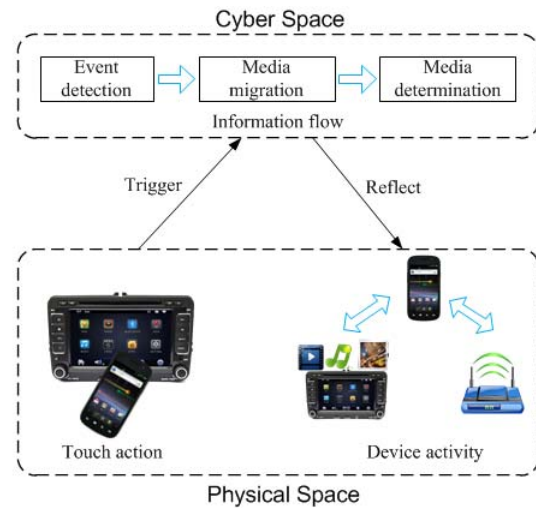 Cyber Space
Event
detection
Media
migration
Media
determination
Information flow
Trigger
Reflect
Touch action
Device activity
Physical Space